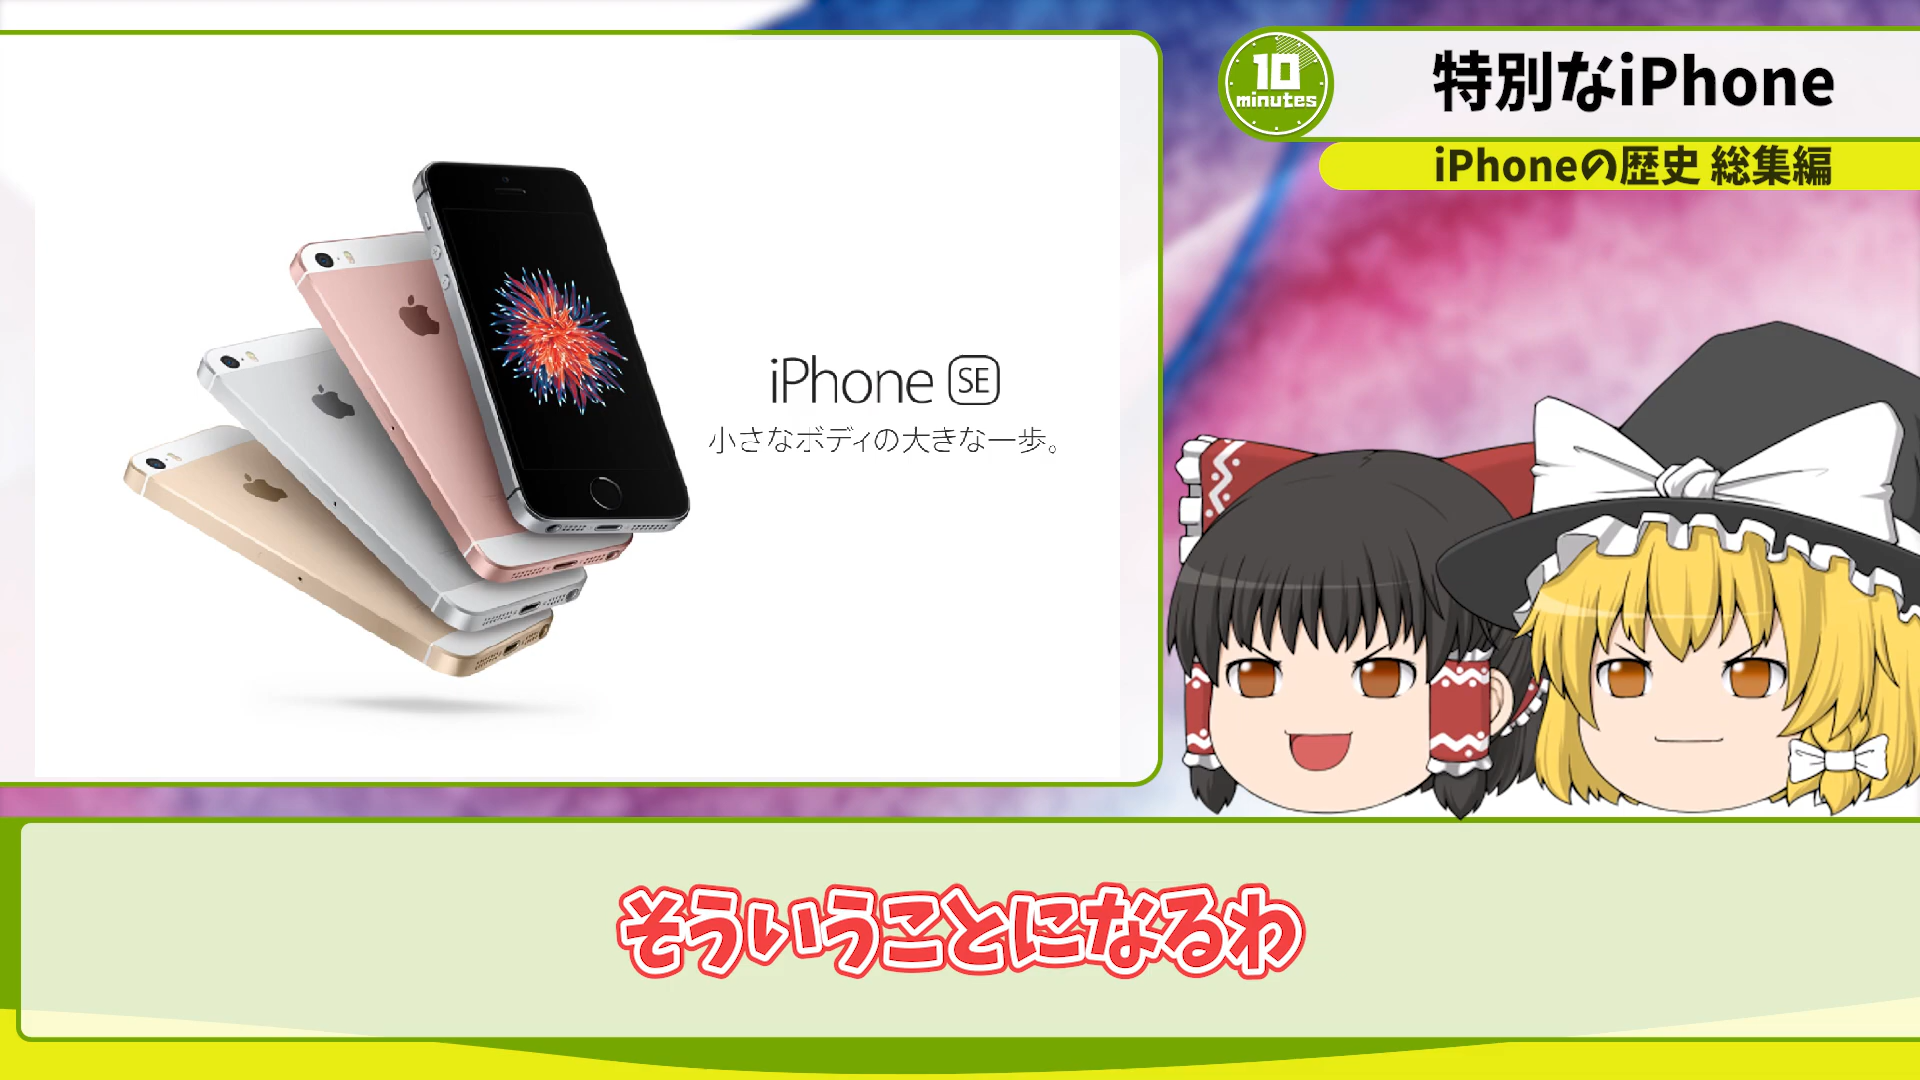 10
minutes
特別なiPhone
iPhoneの歴史 総集編
iPhone SE
小さなボディの大きな一歩。
そういうことになるわ